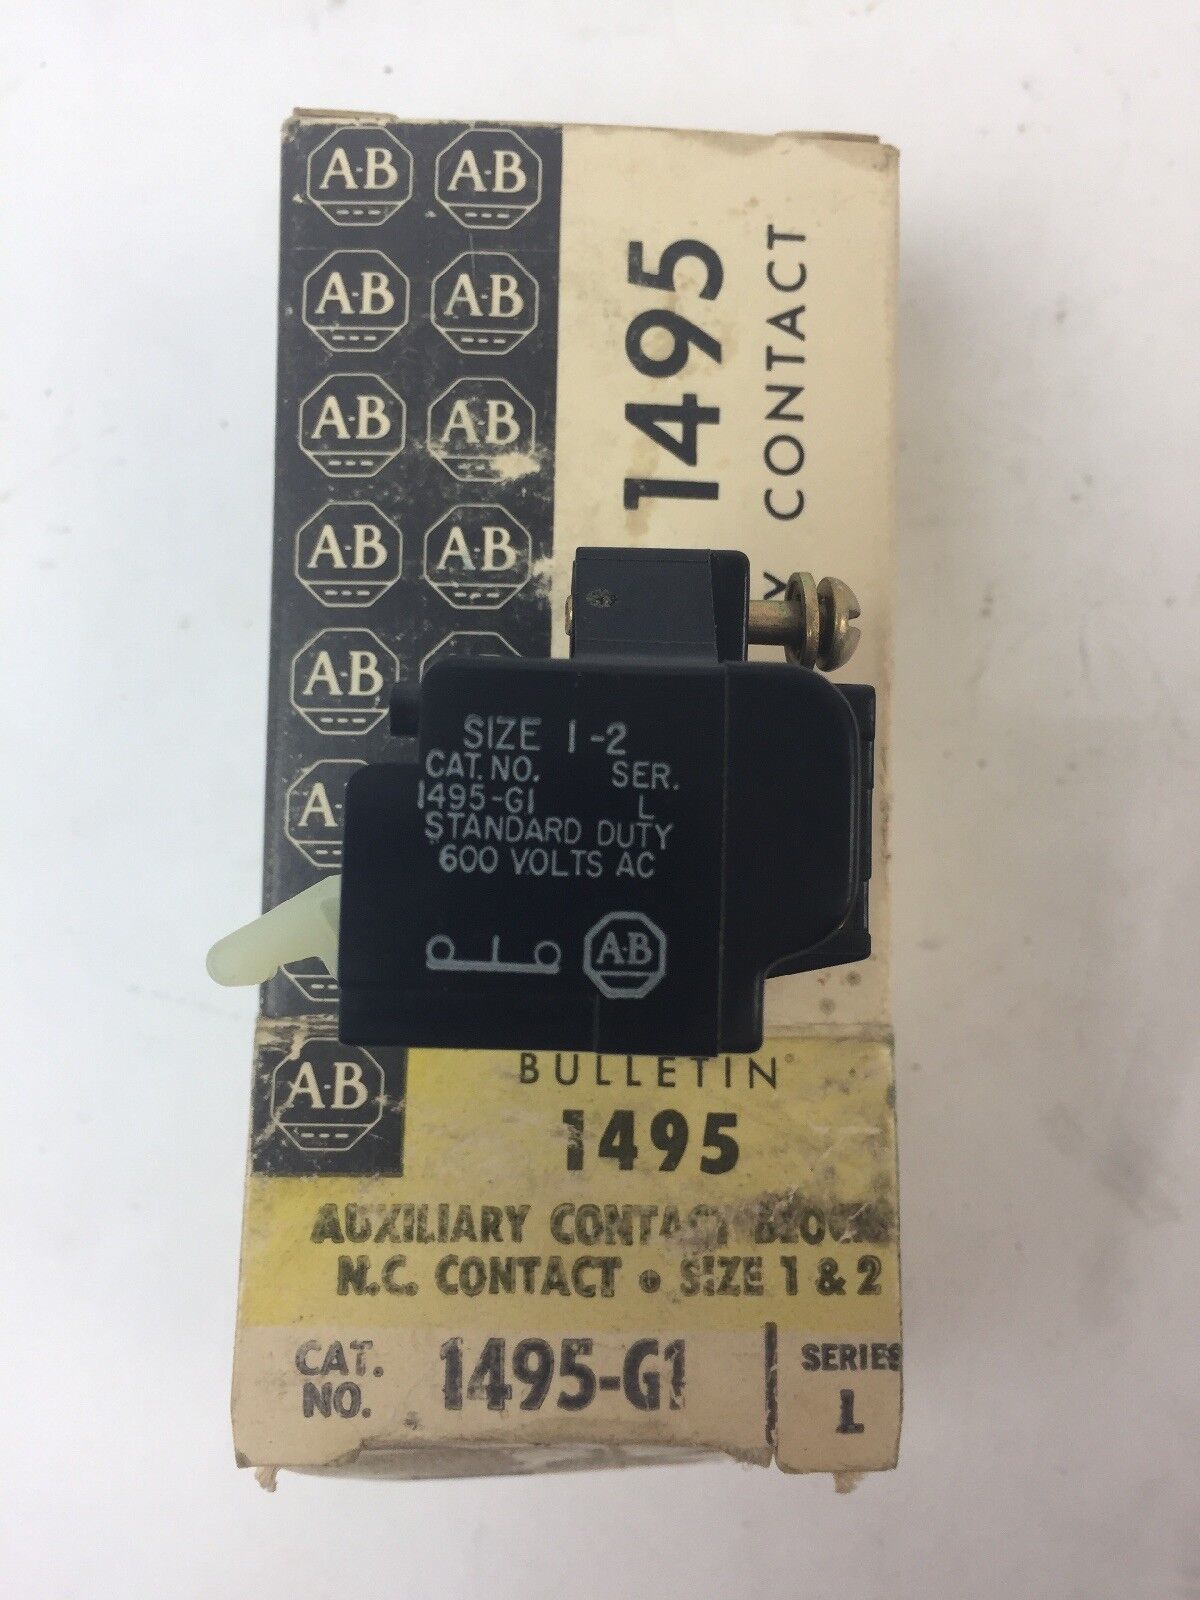 A-B A-B
A-B A-B
A-B A-B
A-B A-B
A-B
A-
1495
CONTACT
SIZE 1-2
CAT. NO. SER.
1495-G1 L
STANDARD DUTY
600 VOLTS AC
A-B
A-B
BULLETIN
1495
AUXILIARY CONTACT BLOCK
N.C. CONTACT • SIZE 1 & 2
CAT. NO. 1495-G1
SERIES L